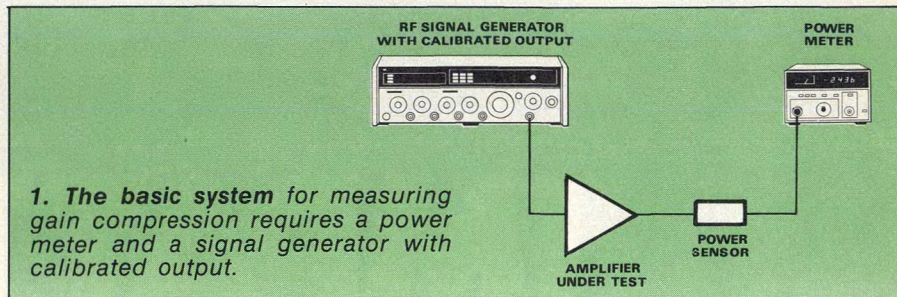 RF SIGNAL GENERATOR
WITH CALIBRATED OUTPUT
POWER
METER
1. The basic system for measuring
gain compression requires a power
meter and a signal generator with
calibrated output.
AMPLIFIER
UNDER TEST
POWER
SENSOR